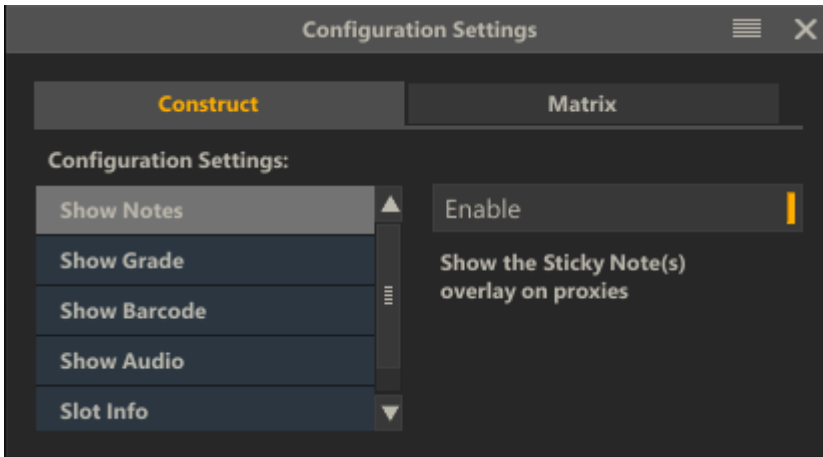 Configuration Settings
Construct
Matrix
Configuration Settings:
Show Notes
Show Grade
Show Barcode
Show Audio
Slot Info
Enable
Show the Sticky Note(s)
overlay on proxies